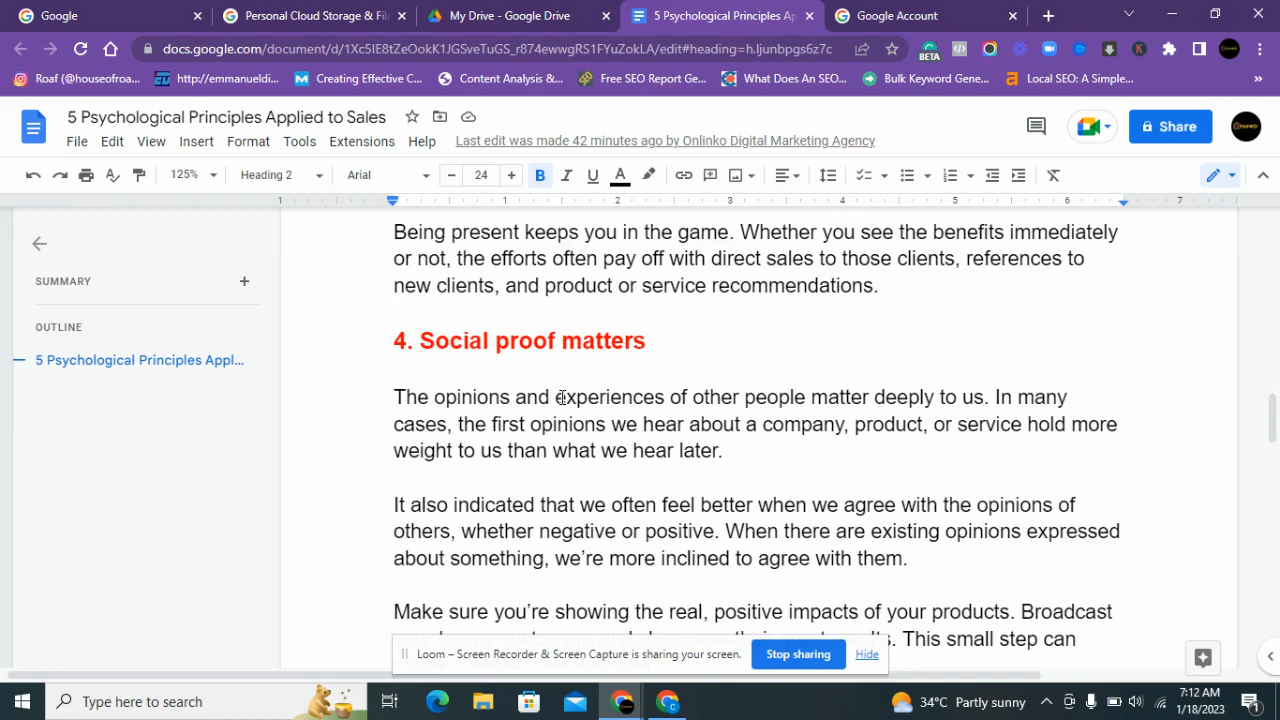 Google
Personal Cloud Storage & Fil
My Drive - Google Drive
5 Psychological Principles Ap
Google Account
docs.google.com/document/d/1Xc5IE8tZeOokK1JGSveTuGS_r874ewwgRS1FYuZokLA/edit#heading=h.ljunbpgs6z7c
BETA
Roaf (@houseofroa...
http://emmanueldi...
Creating Effective C...
Content Analysis &...
Free SEO Report Ge...
What Does An SEO...
Bulk Keyword Gene...
Local SEO: A Simple...
5 Psychological Principles Applied to Sales
File Edit View Insert Format Tools Extensions Help
Last edit was made 42 minutes ago by Onlinko Digital Marketing Agency
Share
125% Heading 2 Arial 24 B I U A
1 1 2 3 4 5 6 7
SUMMARY
OUTLINE
5 Psychological Principles Appl...
Being present keeps you in the game. Whether you see the benefits immediately
or not, the efforts often pay off with direct sales to those clients, references to
new clients, and product or service recommendations.
4. Social proof matters
The opinions and experiences of other people matter deeply to us. In many
cases, the first opinions we hear about a company, product, or service hold more
weight to us than what we hear later.
It also indicated that we often feel better when we agree with the opinions of
others, whether negative or positive. When there are existing opinions expressed
about something, we're more inclined to agree with them.
Make sure you're showing the real, positive impacts of your products. Broadcast
This small step can
Loom – Screen Recorder & Screen Capture is sharing your screen.
Stop sharing
Hide
Type here to search
34°C Partly sunny
7:12 AM
1/18/2023
1